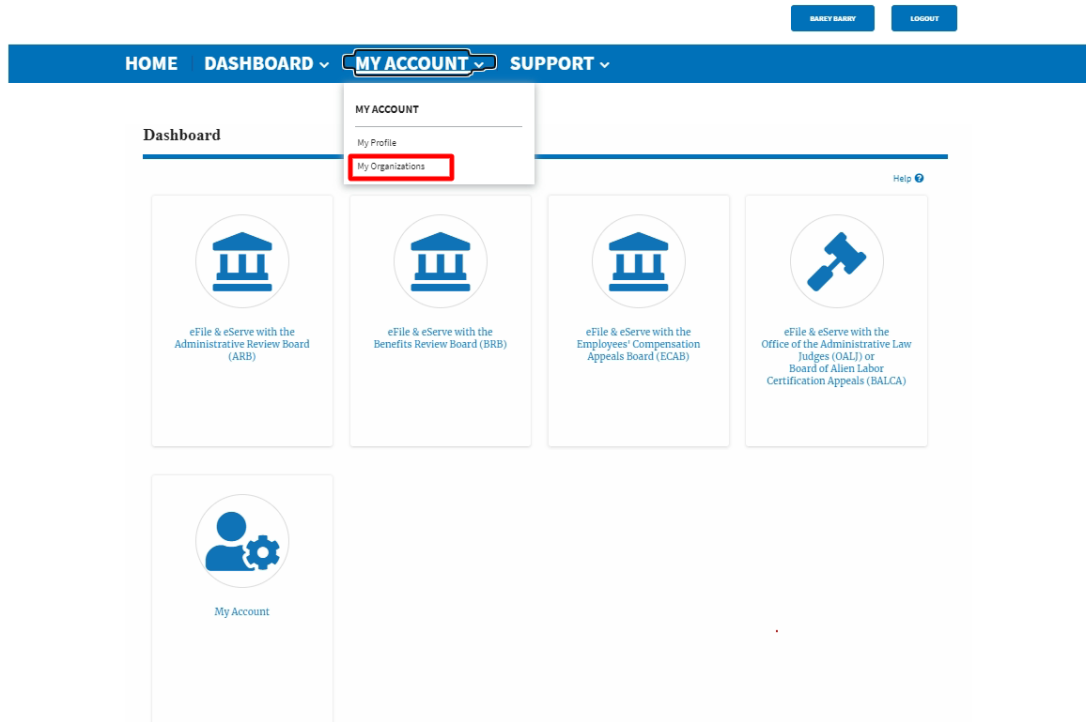 BAREY BARRY
LOGOUT
HOME
DASHBOARD
MY ACCOUNT
SUPPORT
MY ACCOUNT
My Profile
My Organizations
Dashboard
Help
eFile & eServe with the
Administrative Review Board
(ARB)
eFile & eServe with the
Benefits Review Board (BRB)
eFile & eServe with the
Employees' Compensation
Appeals Board (ECAB)
eFile & eServe with the
Office of the Administrative Law
Judges (OALJ) or
Board of Alien Labor
Certification Appeals (BALCA)
My Account